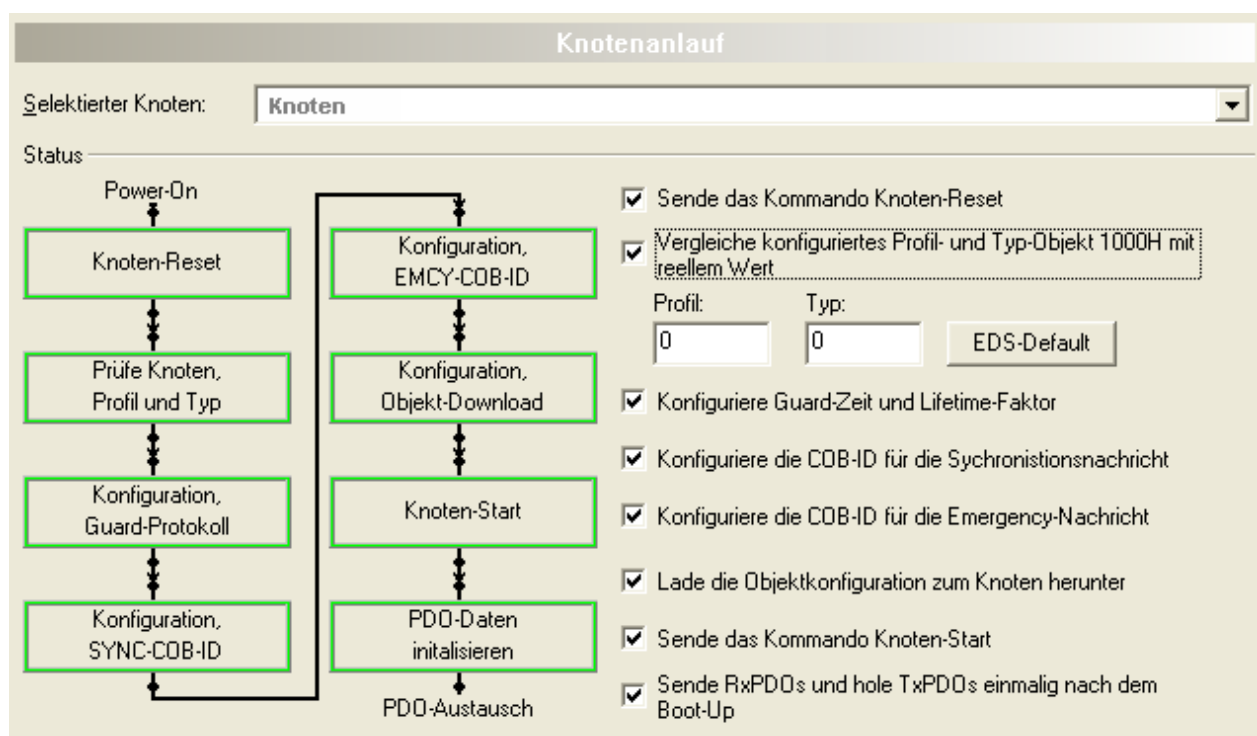 Knotenanlauf
Selektierter Knoten:
Knoten
Status
Power-On
Knoten-Reset
Prüfe Knoten,
Profil und Typ
Konfiguration,
Guard-Protokoll
Konfiguration,
SYNC-COB-ID
Konfiguration,
EMCY-COB-ID
Konfiguration,
Objekt-Download
Knoten-Start
PDO-Daten
initalisieren
PDO-Austausch
Sende das Kommando Knoten-Reset
Vergleiche konfiguriertes Profil- und Typ-Objekt 1000H mit
reellem Wert
Profil:
Typ:
0
0
EDS-Default
Konfiguriere Guard-Zeit und Lifetime-Faktor
Konfiguriere die COB-ID für die Sychronistionsnachricht
Konfiguriere die COB-ID für die Emergency-Nachricht
Lade die Objektkonfiguration zum Knoten herunter
Sende das Kommando Knoten-Start
Sende RxPDOs und hole TxPDOs einmalig nach dem
Boot-Up